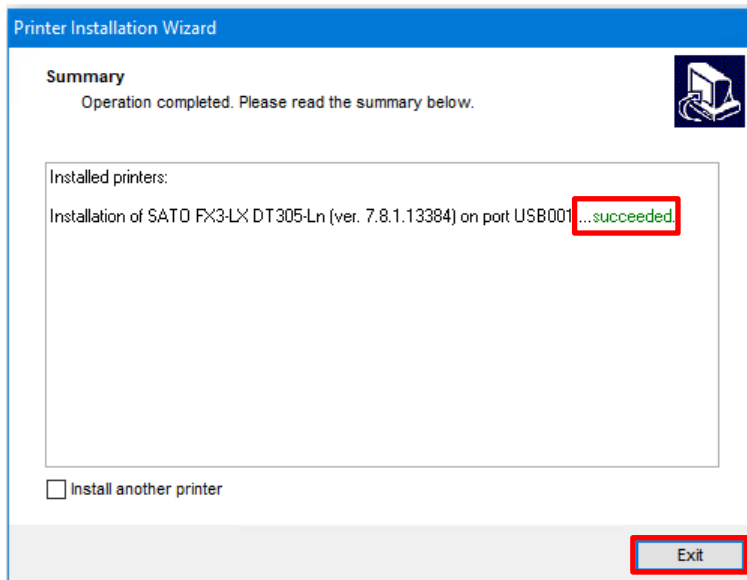 Printer Installation Wizard
Summary
Operation completed. Please read the summary below.
Installed printers:
Installation of SATO FX3-LX DT305-Ln (ver. 7.8.1.13384) on port USB001 ...succeeded.
Install another printer
Exit